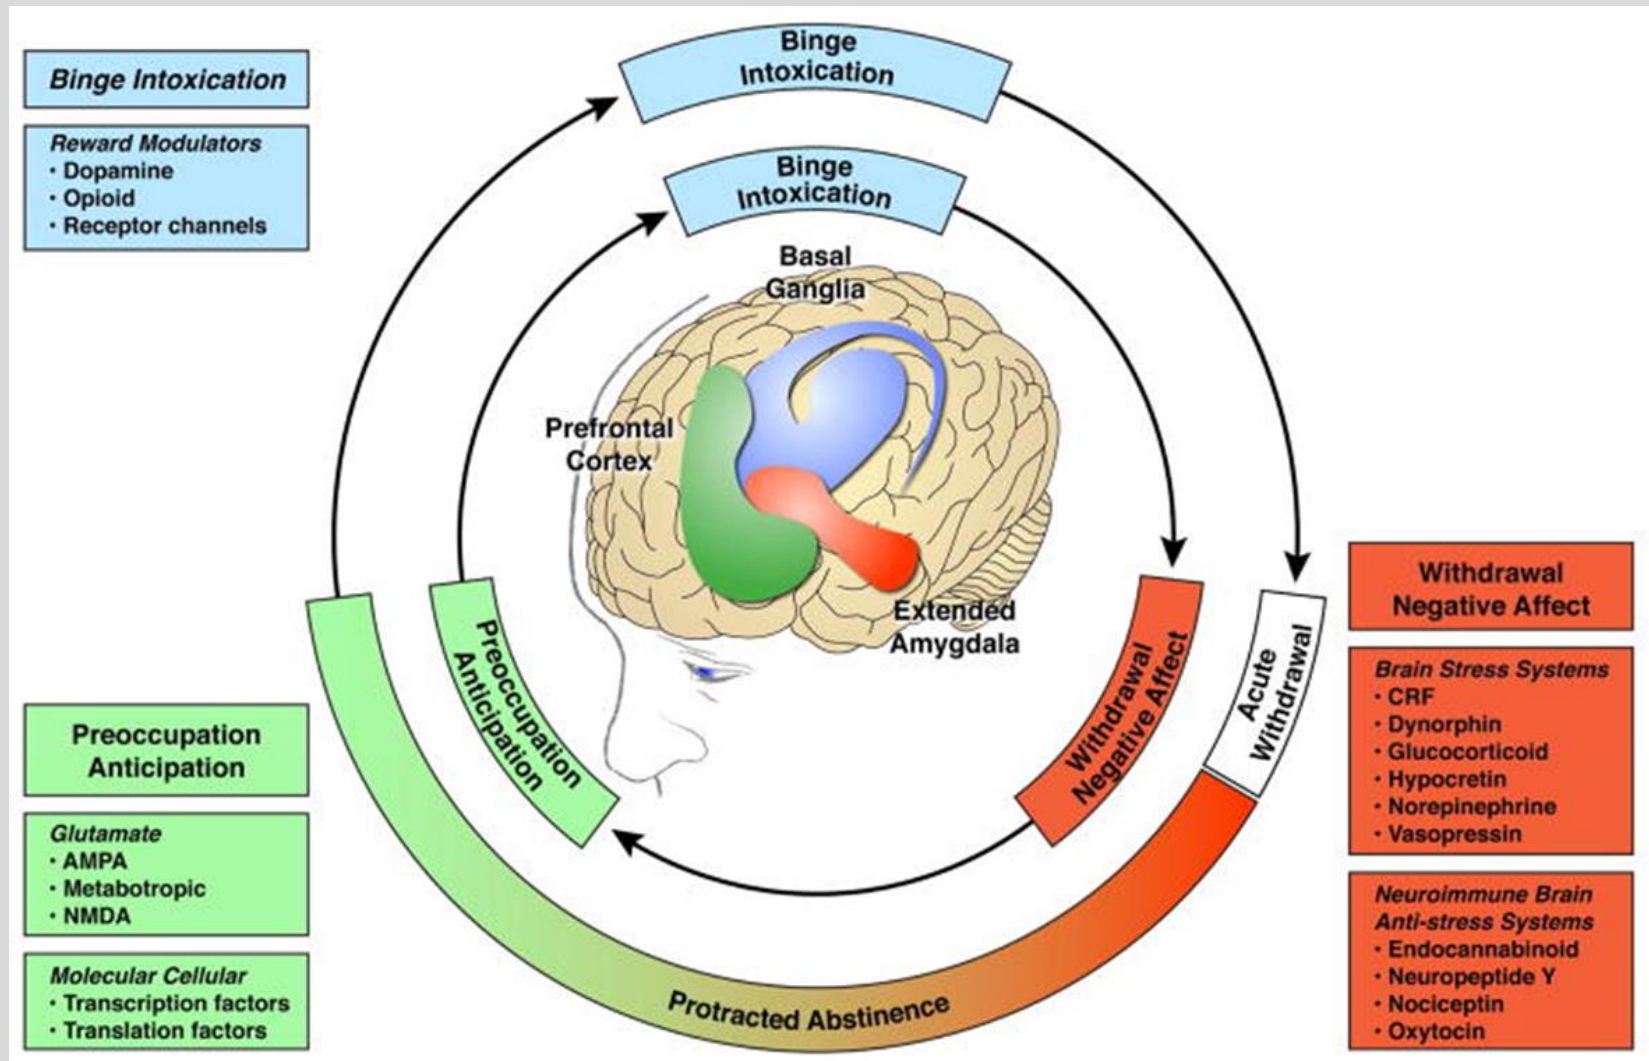 Binge Intoxication
Reward Modulators
• Dopamine
• Opioid
• Receptor channels
Binge
Intoxication
Binge
Intoxication
Basal
Ganglia
Prefrontal
Cortex
Extended
Amygdala
Preoccupation
Anticipation
Withdrawal
Negative Affect
Acute
Withdrawal
Protracted Abstinence
Preoccupation
Anticipation
Glutamate
• AMPA
• Metabotropic
• NMDA
Molecular Cellular
• Transcription factors
• Translation factors
Withdrawal
Negative Affect
Brain Stress Systems
• CRF
• Dynorphin
• Glucocorticoid
• Hypocretin
• Norepinephrine
• Vasopressin
Neuroimmune Brain
Anti-stress Systems
• Endocannabinoid
• Neuropeptide Y
• Nociceptin
• Oxytocin